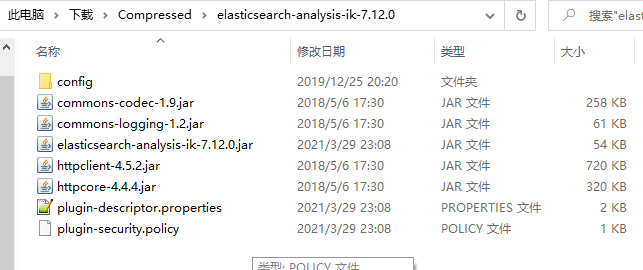 此电脑 › 下载 › Compressed › elasticsearch-analysis-ik-7.12.0 搜索"elas
名称 修改日期 类型 大小
config 2019/12/25 20:20 文件夹
commons-codec-1.9.jar 2018/5/6 17:30 JAR 文件 258 KB
commons-logging-1.2.jar 2018/5/6 17:30 JAR 文件 61 KB
elasticsearch-analysis-ik-7.12.0.jar 2021/3/29 23:08 JAR 文件 54 KB
httpclient-4.5.2.jar 2018/5/6 17:30 JAR 文件 720 KB
httpcore-4.4.4.jar 2018/5/6 17:30 JAR 文件 320 KB
plugin-descriptor.properties 2021/3/29 23:08 PROPERTIES 文件 2 KB
plugin-security.policy 2021/3/29 23:08 POLICY 文件 1 KB
类型: POLICY 文件